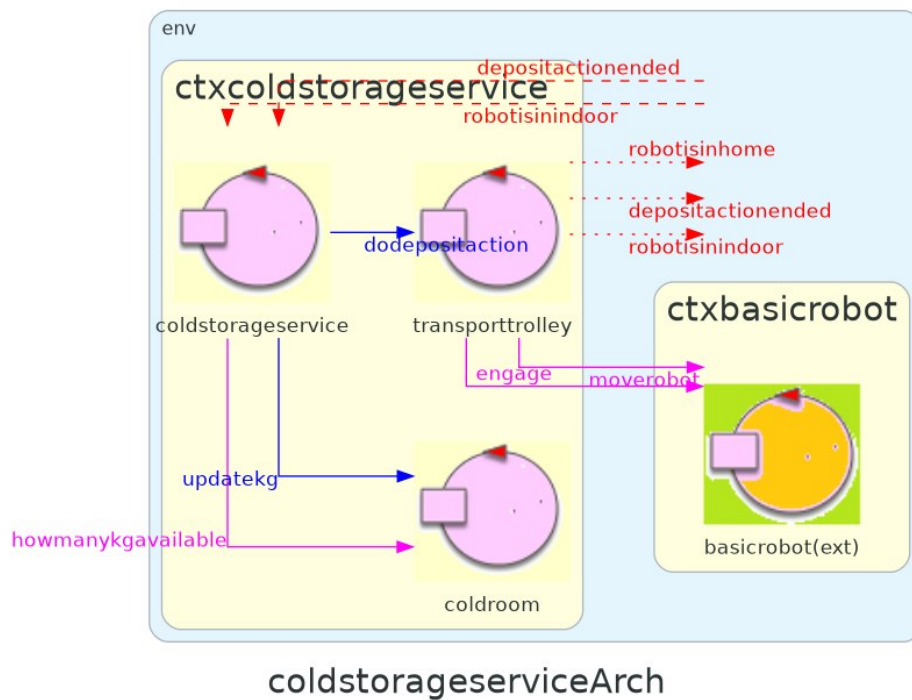 env
depositactionended
ctxcoldstorageservice
robotisinindoor
robotisinhome
depositactionended
dodepositaction
robotisinindoor
ctxbasicrobot
coldstorageservice
transporttrolley
engage
moverobot
updatekg
howmanykgavailable
basicrobot(ext)
coldroom
coldstorageserviceArch